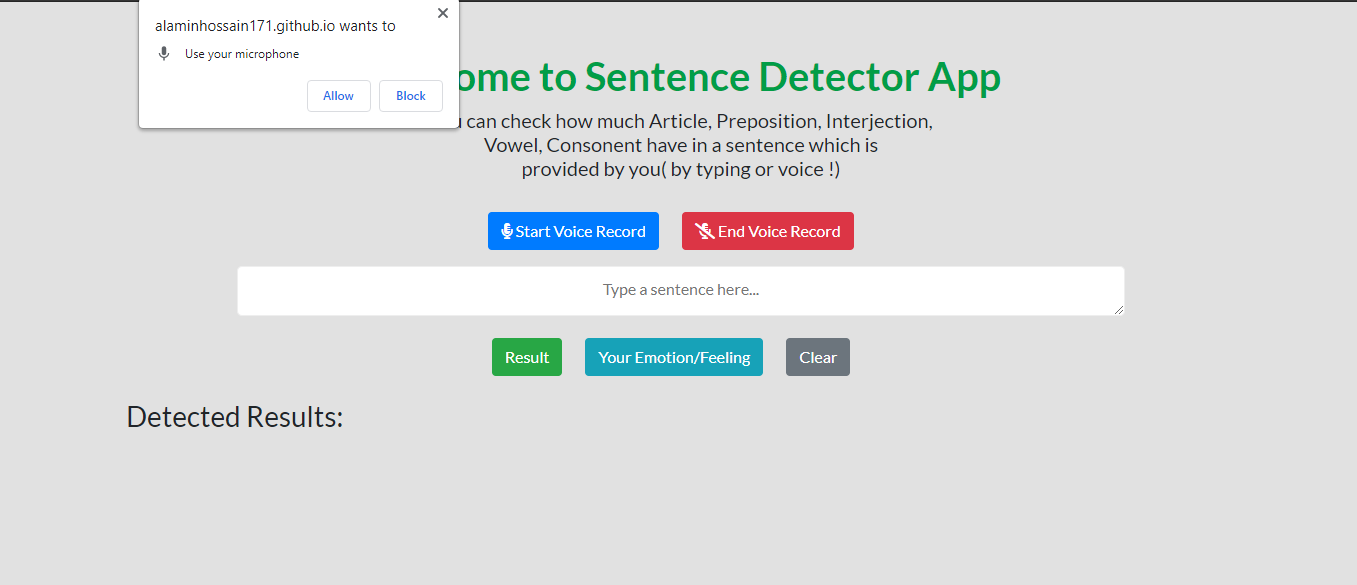 alaminhossain171.github.io wants to
Use your microphone
Allow Block
ome to Sentence Detector App
can check how much Article, Preposition, Interjection,
Vowel, Consonent have in a sentence which is
provided by you( by typing or voice !)
Start Voice Record End Voice Record
Type a sentence here...
Result Your Emotion/Feeling Clear
Detected Results: